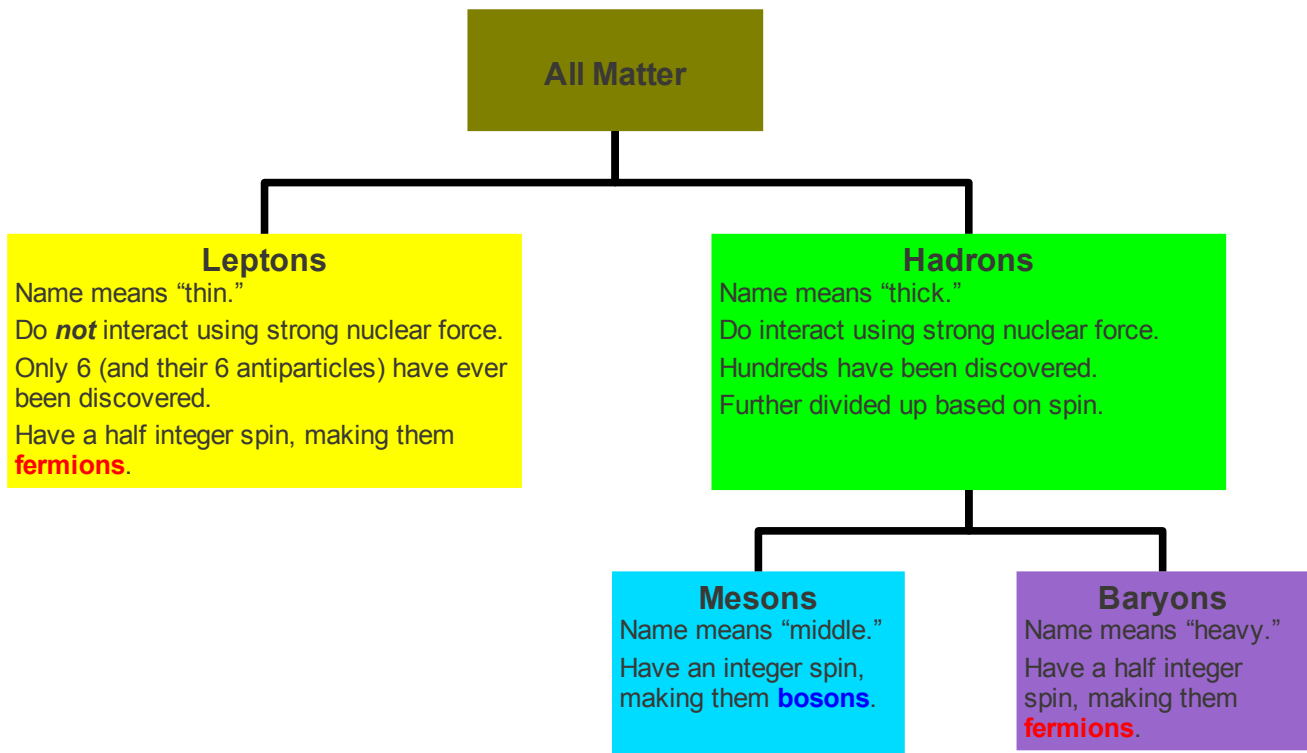 All Matter
Leptons
Name means “thin.”
Do not interact using strong nuclear force.
Only 6 (and their 6 antiparticles) have ever
been discovered.
Have a half integer spin, making them
fermions.
Hadrons
Name means “thick.”
Do interact using strong nuclear force.
Hundreds have been discovered.
Further divided up based on spin.
Mesons
Name means “middle.”
Have an integer spin,
making them bosons.
Baryons
Name means “heavy.”
Have a half integer
spin, making them
fermions.